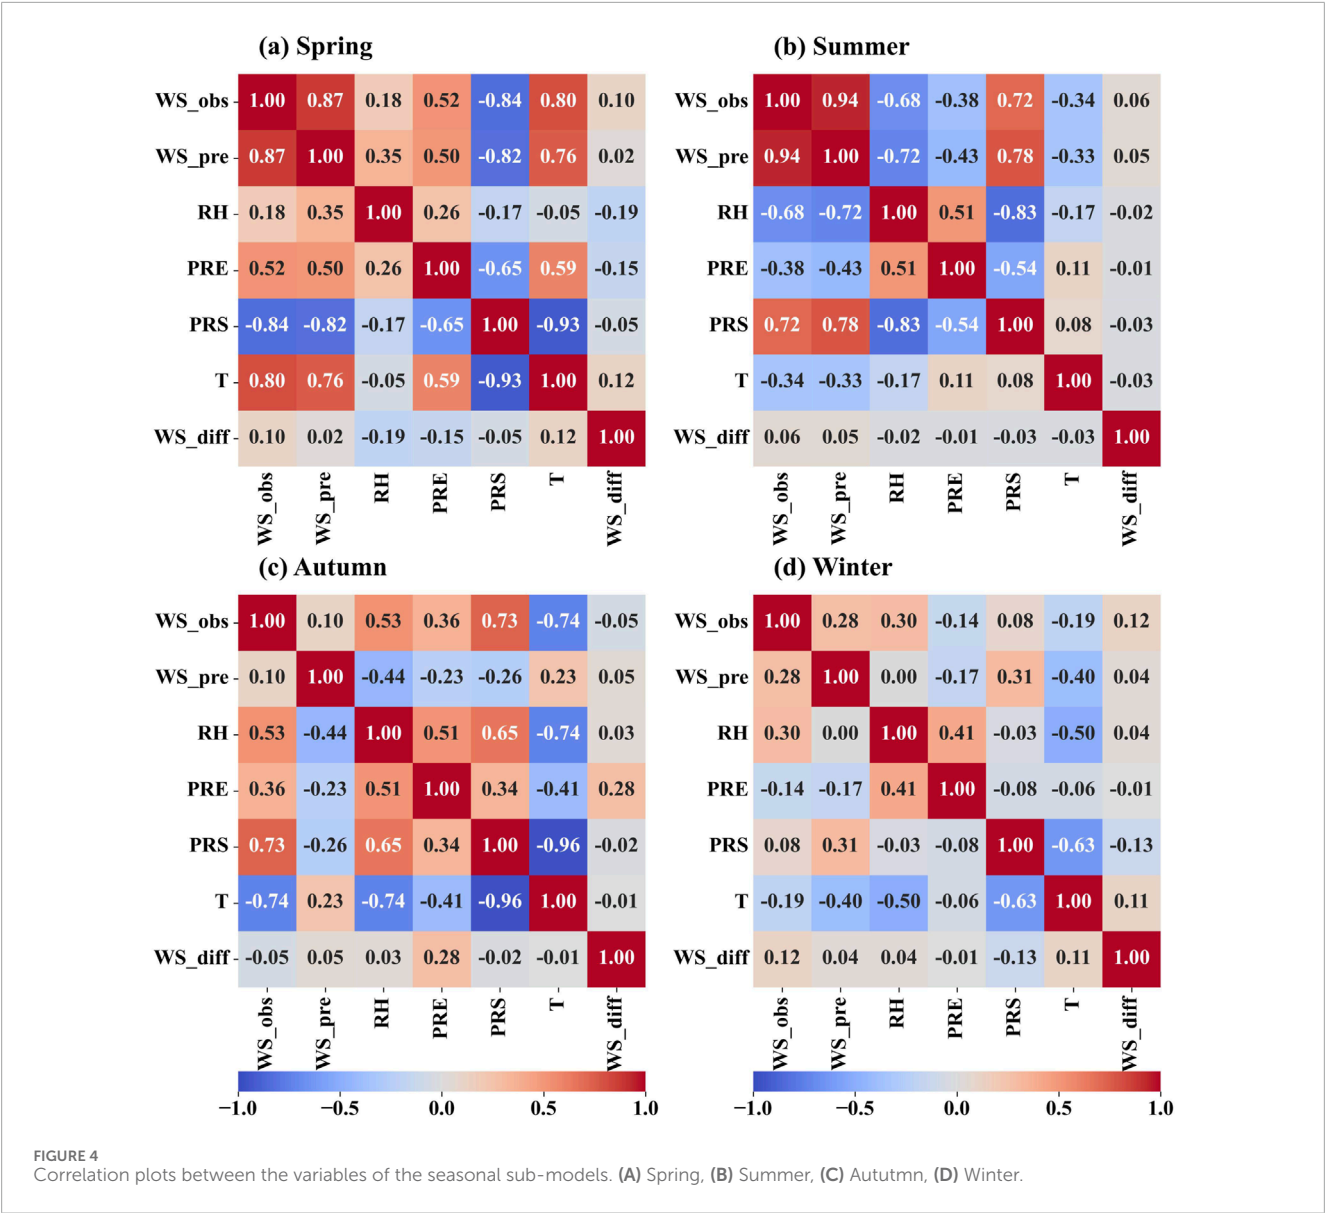 (a) Spring
WS_obs 1.00 0.87 0.18 0.52 -0.84 0.80 0.10
WS_pre 0.87 1.00 0.35 0.50 -0.82 0.76 0.02
RH 0.18 0.35 1.00 0.26 -0.17 -0.05 -0.19
PRE 0.52 0.50 0.26 1.00 -0.65 0.59 -0.15
PRS -0.84 -0.82 -0.17 -0.65 1.00 -0.93 -0.05
T 0.80 0.76 -0.05 0.59 -0.93 1.00 0.12
WS_diff 0.10 0.02 -0.19 -0.15 -0.05 0.12 1.00
WS_obs WS_pre RH PRE PRS T WS_diff
(b) Summer
WS_obs 1.00 0.94 -0.68 -0.38 0.72 -0.34 0.06
WS_pre 0.94 1.00 -0.72 -0.43 0.78 -0.33 0.05
RH -0.68 -0.72 1.00 0.51 -0.83 -0.17 -0.02
PRE -0.38 -0.43 0.51 1.00 -0.54 0.11 -0.01
PRS 0.72 0.78 -0.83 -0.54 1.00 0.08 -0.03
T -0.34 -0.33 -0.17 0.11 0.08 1.00 -0.03
WS_diff 0.06 0.05 -0.02 -0.01 -0.03 -0.03 1.00
WS_obs WS_pre RH PRE PRS T WS_diff
(c) Autumn
WS_obs 1.00 0.10 0.53 0.36 0.73 -0.74 -0.05
WS_pre 0.10 1.00 -0.44 -0.23 -0.26 0.23 0.05
RH 0.53 -0.44 1.00 0.51 0.65 -0.74 0.03
PRE 0.36 -0.23 0.51 1.00 0.34 -0.41 0.28
PRS 0.73 -0.26 0.65 0.34 1.00 -0.96 -0.02
T -0.74 0.23 -0.74 -0.41 -0.96 1.00 -0.01
WS_diff -0.05 0.05 0.03 0.28 -0.02 -0.01 1.00
WS_obs WS_pre RH PRE PRS T WS_diff
−1.0 −0.5 0.0 0.5 1.0
(d) Winter
WS_obs 1.00 0.28 0.30 -0.14 0.08 -0.19 0.12
WS_pre 0.28 1.00 0.00 -0.17 0.31 -0.40 0.04
RH 0.30 0.00 1.00 0.41 -0.03 -0.50 0.04
PRE -0.14 -0.17 0.41 1.00 -0.08 -0.06 -0.01
PRS 0.08 0.31 -0.03 -0.08 1.00 -0.63 -0.13
T -0.19 -0.40 -0.50 -0.06 -0.63 1.00 0.11
WS_diff 0.12 0.04 0.04 -0.01 -0.13 0.11 1.00
WS_obs WS_pre RH PRE PRS T WS_diff
−1.0 −0.5 0.0 0.5 1.0
FIGURE 4
Correlation plots between the variables of the seasonal sub-models. (A) Spring, (B) Summer, (C) Aututmn, (D) Winter.